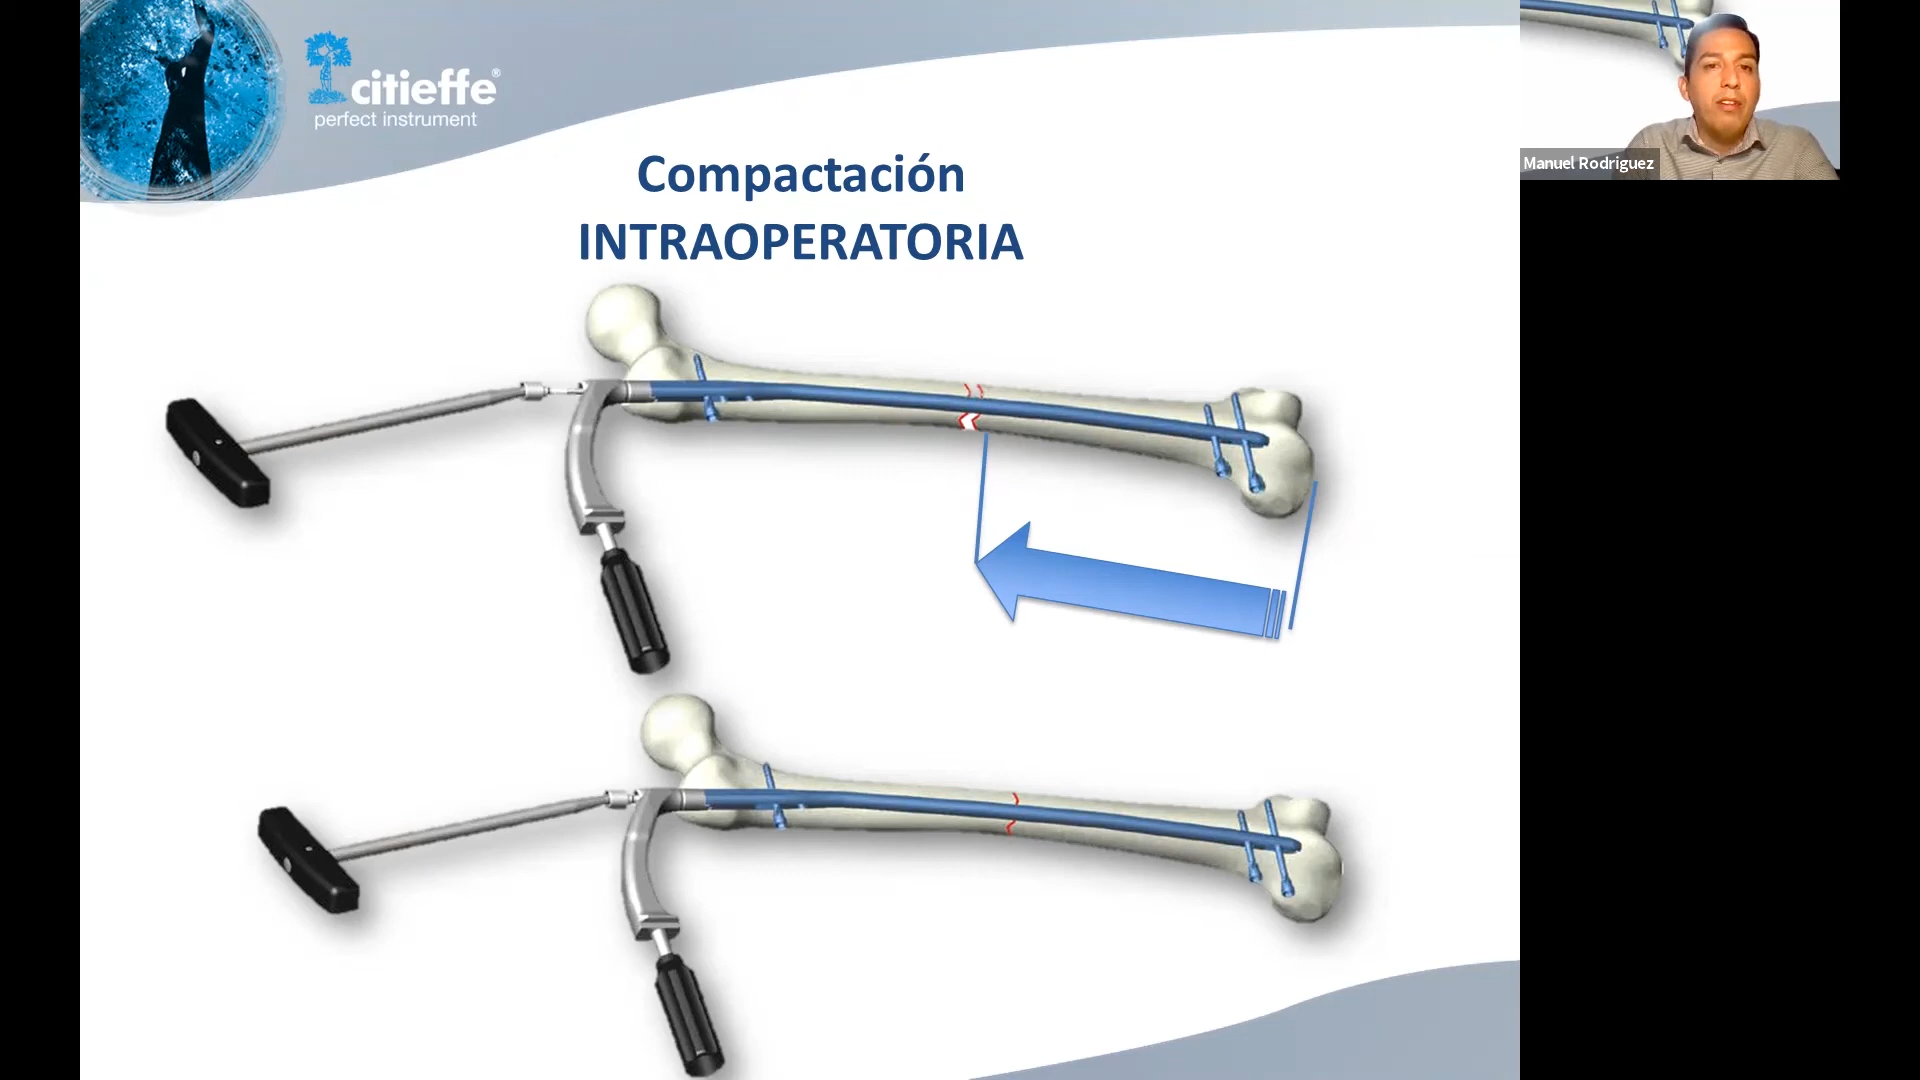 citieffe®
perfect instrument
Compactación
INTRAOPERATORIA
Manuel Rodriguez